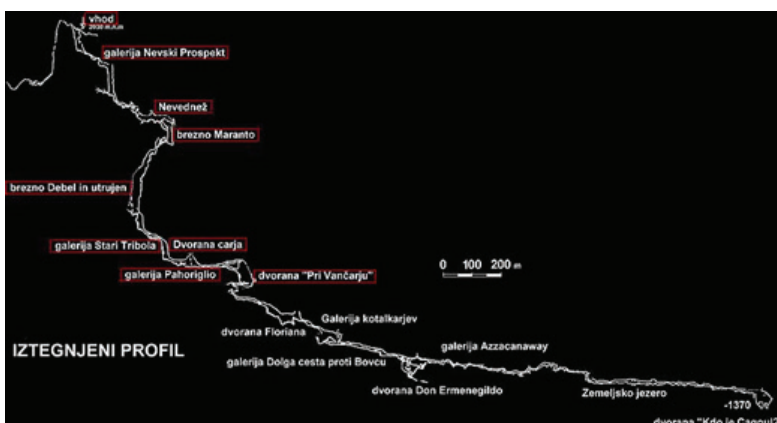 vhod
galerija Nevski Prospekt
Nevednež
brezno Maranto
brezno Debel in utrujen
galerija Stari Tribola
Dvorana carja
galerija Pahoriglio
dvorana "Pri Vančarju"
0 100 200 m
Galerija kotalkarjev
dvorana Floriana
IZTEGNJENI PROFIL
galerija Azzacanaway
galerija Dolga cesta proti Bovcu
dvorana Don Ermenegildo
Zemeljsko jezero
-1370